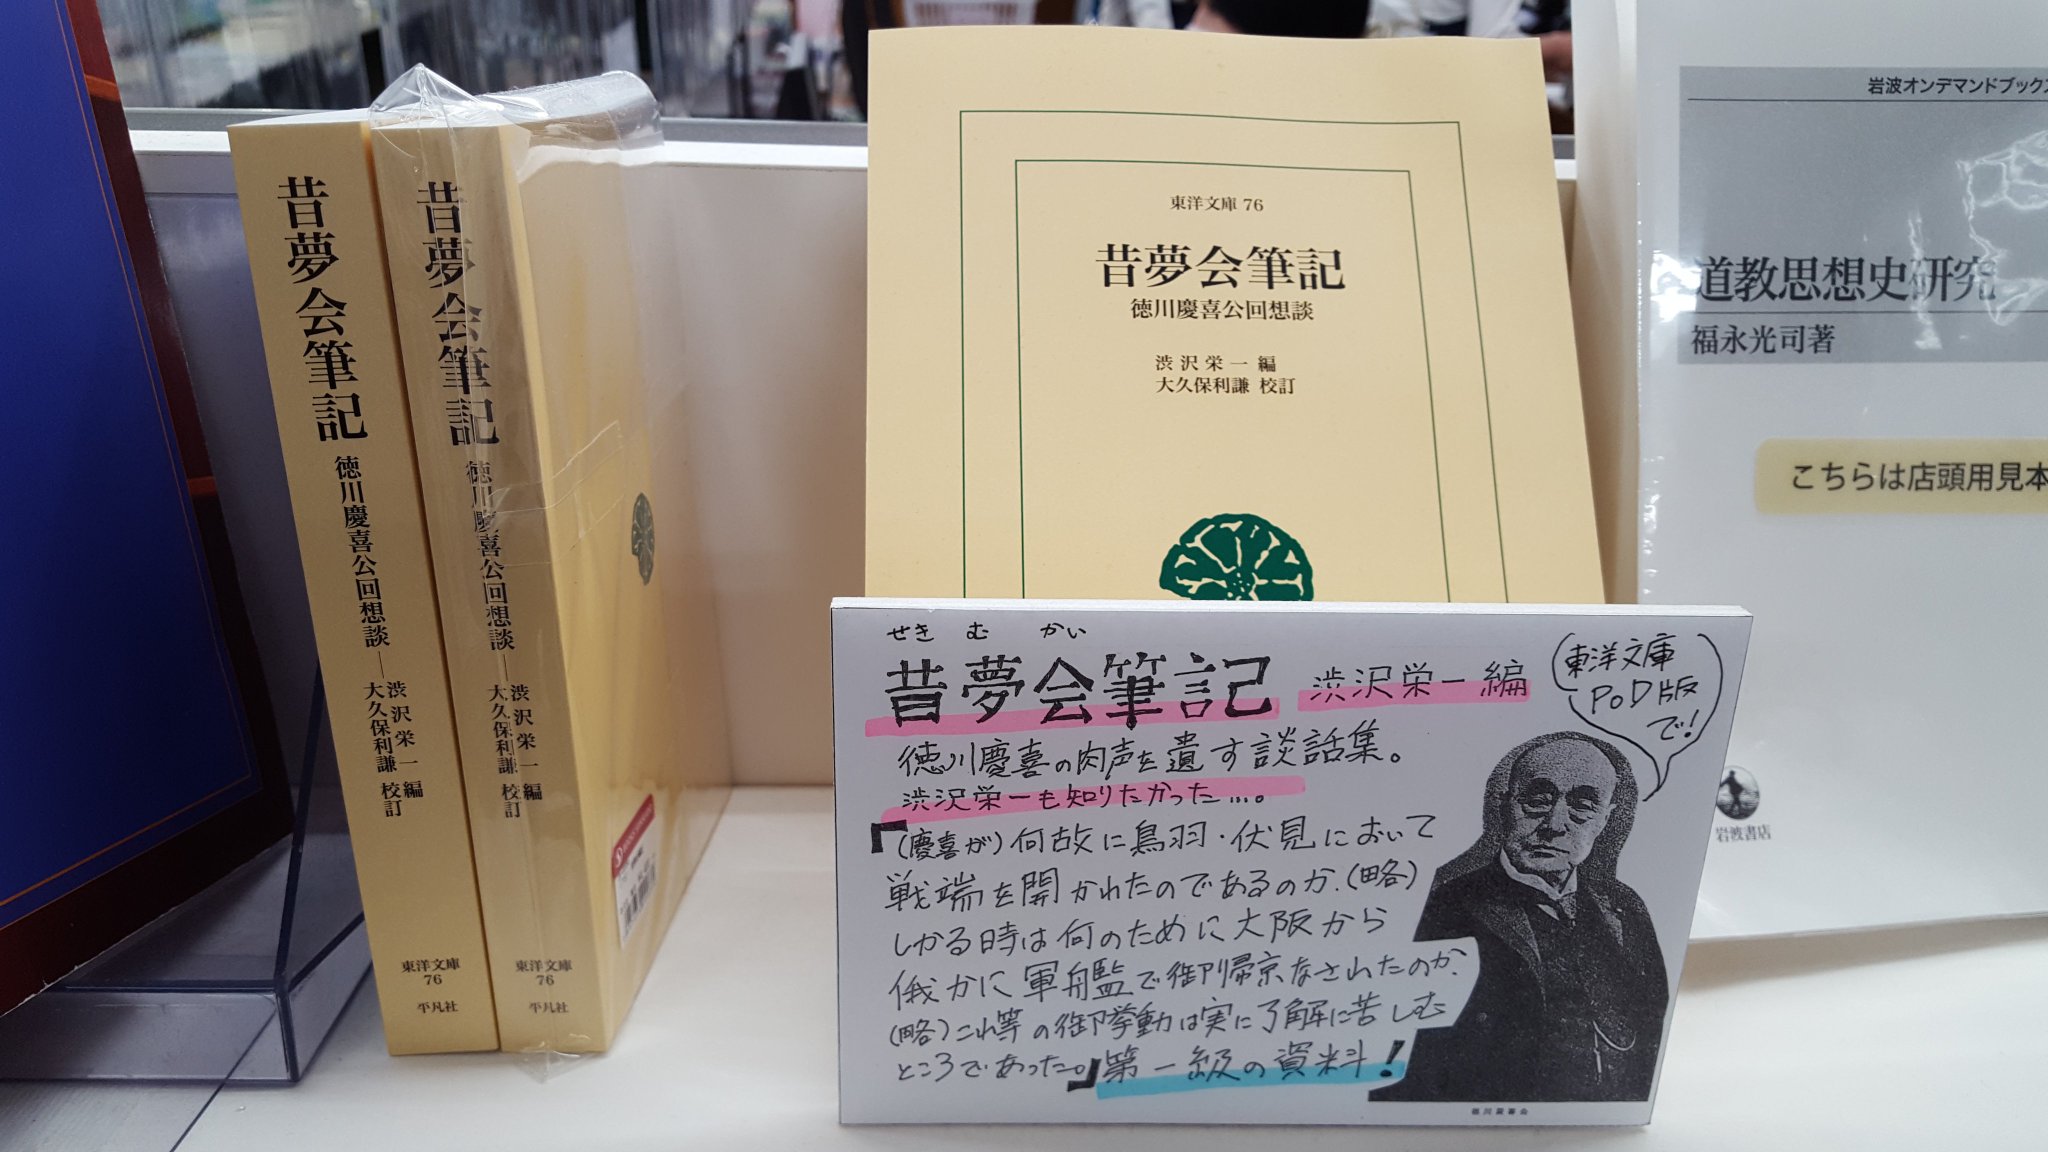 昔夢会筆記 徳川慶喜公回想談
渋沢栄一 編
大久保利謙 校訂
東洋文庫
76
平凡社
昔夢会筆記 徳川慶喜公回想談
渋沢栄一 編
大久保利謙 校訂
東洋文庫
76
平凡社
東洋文庫 76
昔夢会筆記
徳川慶喜公回想談
渋沢栄一 編
大久保利謙 校訂
せき む かい
昔夢会筆記 渋沢栄一編
徳川慶喜の肉声を遺す談話集。
渋沢栄一も知りたかった…。
『(慶喜が)何故に鳥羽・伏見において
戦端を開かれたのであるのか、(略)
しかる時は何のために大阪から
俄かに軍艦で御帰京なされたのか、
(略)これ等の御挙動は実に了解に苦しむ
ところであった。』第一級の資料!
東洋文庫
PoD版
で!
徳川慶喜公
岩波オンデマンドブックス
道教思想史研究
福永光司著
こちらは店頭用見本
岩波書店